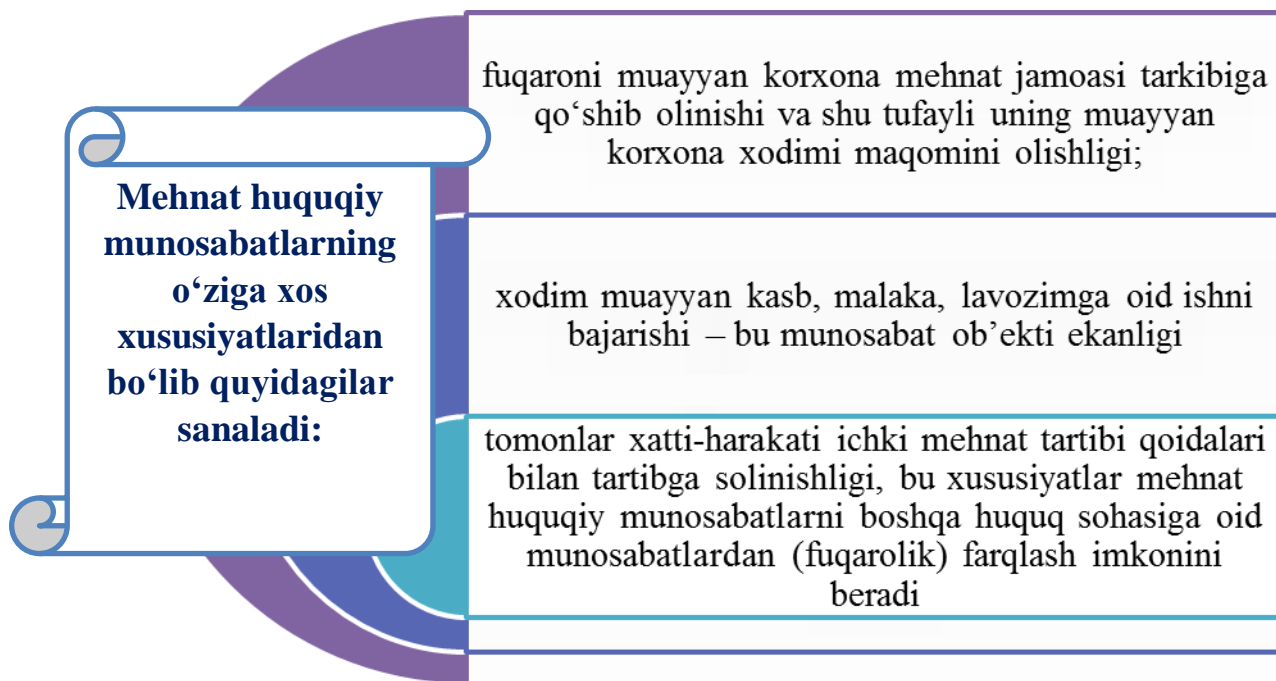 Mehnat huquqiy
munosabatlarning
o‘ziga xos
xususiyatlaridan
bo‘lib quyidagilar
sanaladi:
fuqaroni muayyan korxona mehnat jamoasi tarkibiga
qo‘shib olinishi va shu tufayli uning muayyan
korxona xodimi maqomini olishligi;
xodim muayyan kasb, malaka, lavozimga oid ishni
bajarishi – bu munosabat ob’ekti ekanligi
tomonlar xatti-harakati ichki mehnat tartibi qoidalari
bilan tartibga solinishligi, bu xususiyatlar mehnat
huquqiy munosabatlarni boshqa huquq sohasiga oid
munosabatlardan (fuqarolik) farqlash imkonini
beradi